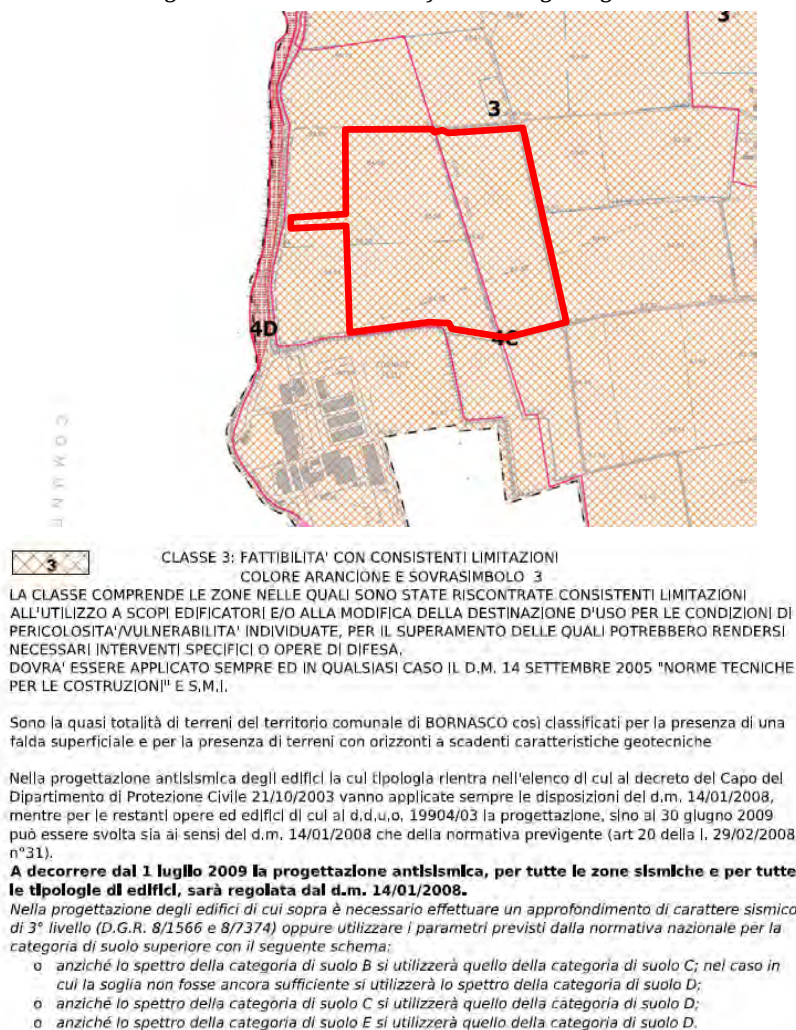 3
3
4D
4C
COMUNE
3
CLASSE 3: FATTIBILITA' CON CONSISTENTI LIMITAZIONI
COLORE ARANCIONE E SOVRASIMBOLO 3
LA CLASSE COMPRENDE LE ZONE NELLE QUALI SONO STATE RISCONTRATE CONSISTENTI LIMITAZIONI
ALL'UTILIZZO A SCOPI EDIFICATORI E/O ALLA MODIFICA DELLA DESTINAZIONE D'USO PER LE CONDIZIONI DI
PERICOLOSITA'/VULNERABILITA' INDIVIDUATE, PER IL SUPERAMENTO DELLE QUALI POTREBBERO RENDERSI
NECESSARI INTERVENTI SPECIFICI O OPERE DI DIFESA.
DOVRA' ESSERE APPLICATO SEMPRE ED IN QUALSIASI CASO IL D.M. 14 SETTEMBRE 2005 "NORME TECNICHE
PER LE COSTRUZIONI" E S.M.I.
Sono la quasi totalità di terreni del territorio comunale di BORNASCO così classificati per la presenza di una
falda superficiale e per la presenza di terreni con orizzonti a scadenti caratteristiche geotecniche
Nella progettazione antisismica degli edifici la cui tipologia rientra nell'elenco di cui al decreto del Capo del
Dipartimento di Protezione Civile 21/10/2003 vanno applicate sempre le disposizioni del d.m. 14/01/2008,
mentre per le restanti opere ed edifici di cui al d.d.u.o. 19904/03 la progettazione, sino al 30 giugno 2009
può essere svolta sia ai sensi del d.m. 14/01/2008 che della normativa previgente (art 20 della l. 29/02/2008
n°31).
A decorrere dal 1 luglio 2009 la progettazione antisismica, per tutte le zone sismiche e per tutte
le tipologie di edifici, sarà regolata dal d.m. 14/01/2008.
Nella progettazione degli edifici di cui sopra è necessario effettuare un approfondimento di carattere sismico
di 3° livello (D.G.R. 8/1566 e 8/7374) oppure utilizzare i parametri previsti dalla normativa nazionale per la
categoria di suolo superiore con il seguente schema:
o anziché lo spettro della categoria di suolo B si utilizzerà quello della categoria di suolo C; nel caso in
cui la soglia non fosse ancora sufficiente si utilizzerà lo spettro della categoria di suolo D;
o anziché lo spettro della categoria di suolo C si utilizzerà quello della categoria di suolo D;
o anziché lo spettro della categoria di suolo E si utilizzerà quello della categoria di suolo D.